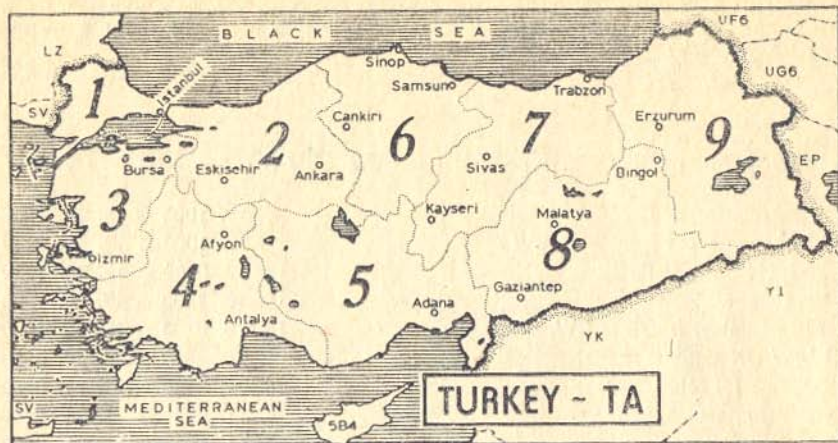 BLACK SEA
UF6
LZ
Sinop
UG6
Istanbul
Samsun
Trabzon
1
SV
Cankiri
6
7
Erzurum
9
2
EP
Bursa
Eskisehir
Ankara
Sivas
Bingol
3
Kayseri
Malatya
Afyon
8
Izmir
4
5
Gaziantep
YI
Adana
Antalya
YK
TURKEY ~ TA
SV
MEDITERRANEAN
SEA
5B4